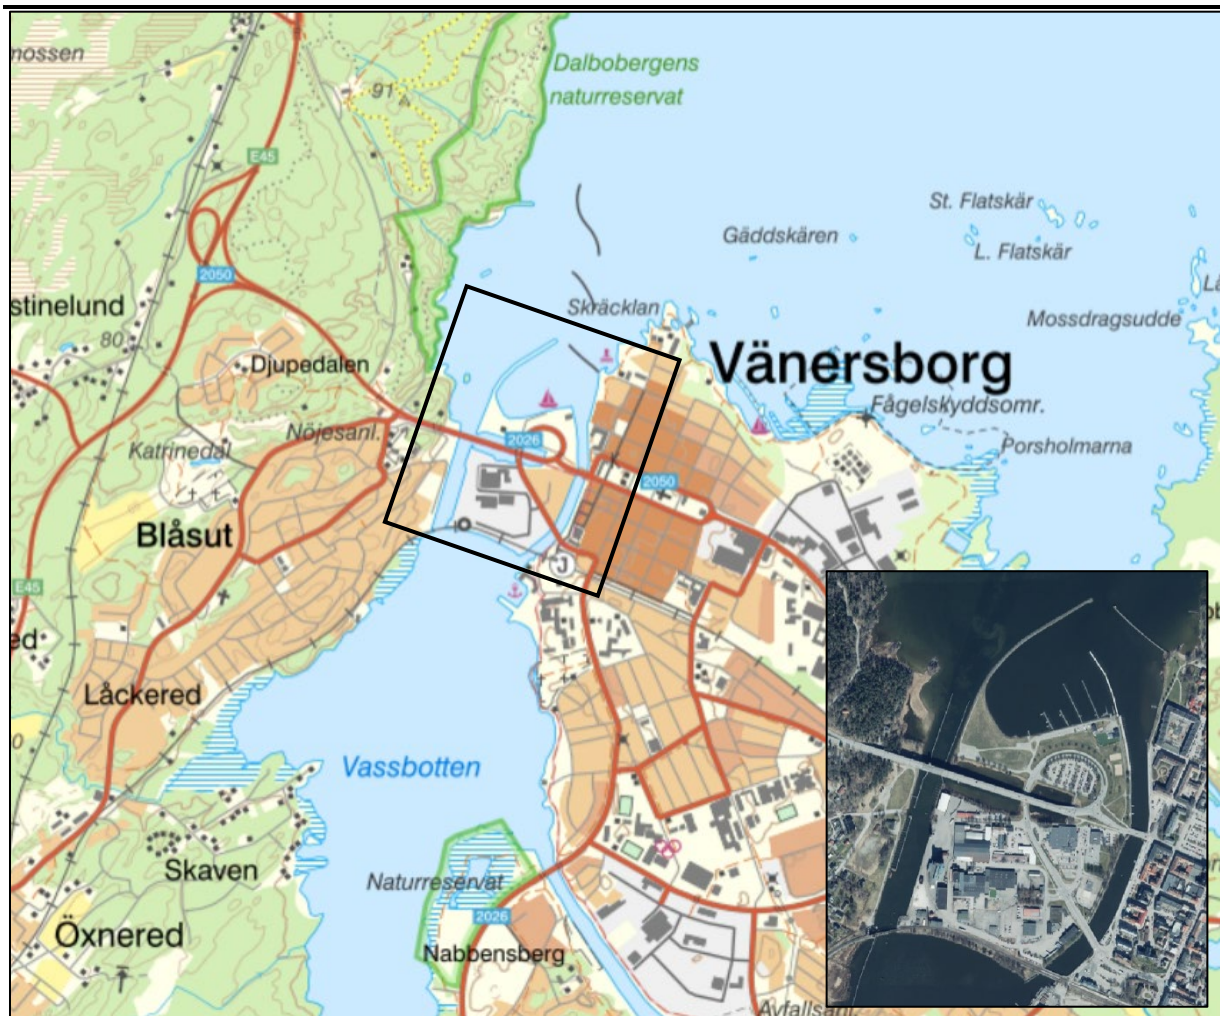 mossen
Dalbobergens
naturreservat
91
E45
St. Flatskär
Gäddskären
L. Flatskär
2050
stinelund
Skräcklan
Mossdragsudde
80
Djupedalen
Vänersborg
Fågelskyddsomr.
Nöjesanl.
2026
Katrinedal
Porsholmarna
2050
Blåsut
J
E45
ed
Låckered
Vassbotten
Skaven
Naturreservat
2026
Öxnered
Nabbensberg
Avfallsanl.